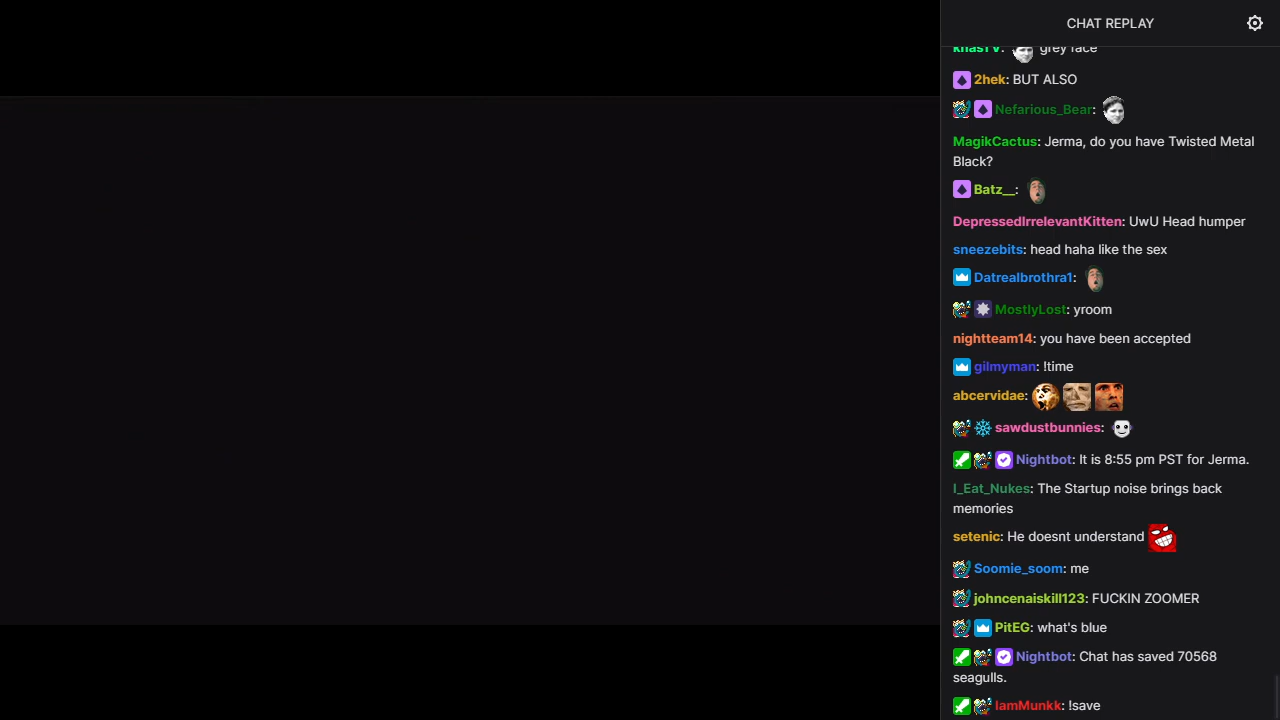 CHAT REPLAY
khasTV: grey face
2hek: BUT ALSO
Nefarious_Bear:
MagikCactus: Jerma, do you have Twisted Metal
Black?
Batz__:
DepressedIrrelevantKitten: UwU Head humper
sneezebits: head haha like the sex
Datrealbrothra1:
MostlyLost: yroom
nightteam14: you have been accepted
gilmyman: !time
abcervidae:
sawdustbunnies:
Nightbot: It is 8:55 pm PST for Jerma.
I_Eat_Nukes: The Startup noise brings back
memories
setenic: He doesnt understand
Soomie_soom: me
johncenaiskill123: FUCKIN ZOOMER
PitEG: what's blue
Nightbot: Chat has saved 70568
seagulls.
IamMunkk: !save